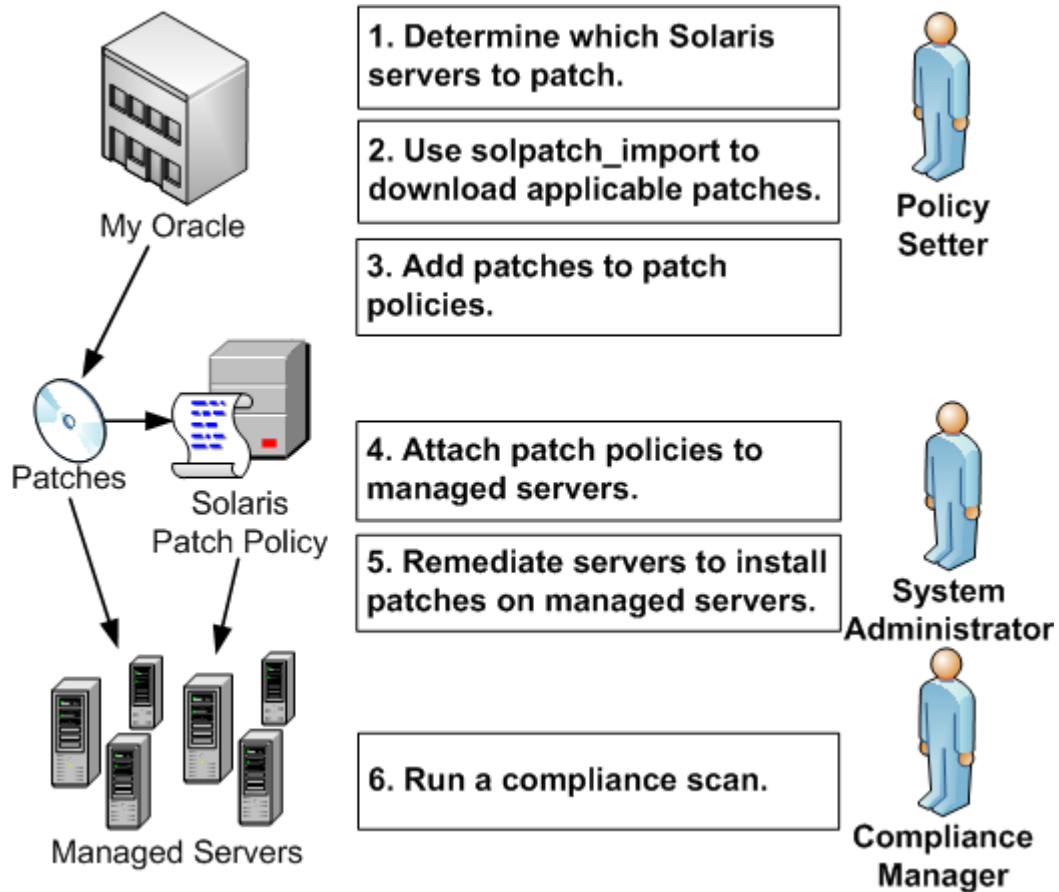 My Oracle
1. Determine which Solaris
servers to patch.
2. Use solpatch_import to
download applicable patches.
3. Add patches to patch
policies.
Policy
Setter
Patches
Solaris
Patch Policy
4. Attach patch policies to
managed servers.
5. Remediate servers to install
patches on managed servers.
System
Administrator
Managed Servers
6. Run a compliance scan.
Compliance
Manager